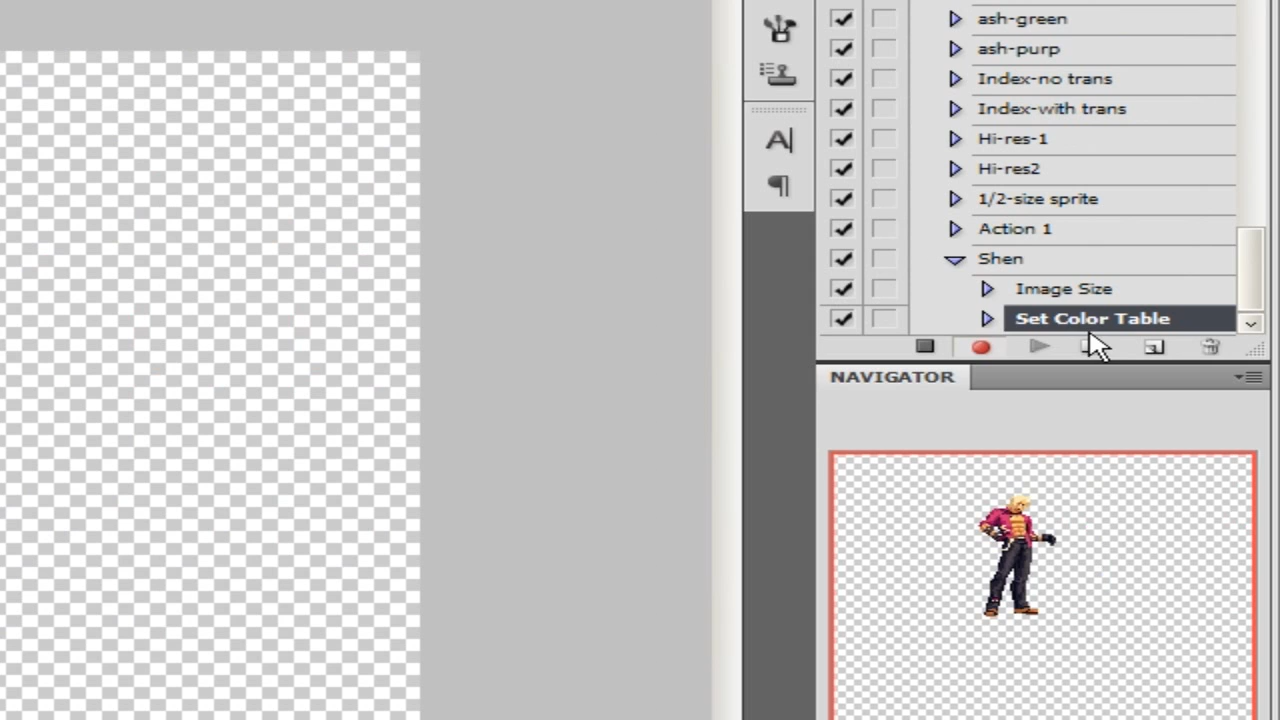 ash-green
ash-purp
Index-no trans
Index-with trans
Hi-res-1
Hi-res2
1/2-size sprite
Action 1
Shen
Image Size
Set Color Table
A
NAVIGATOR